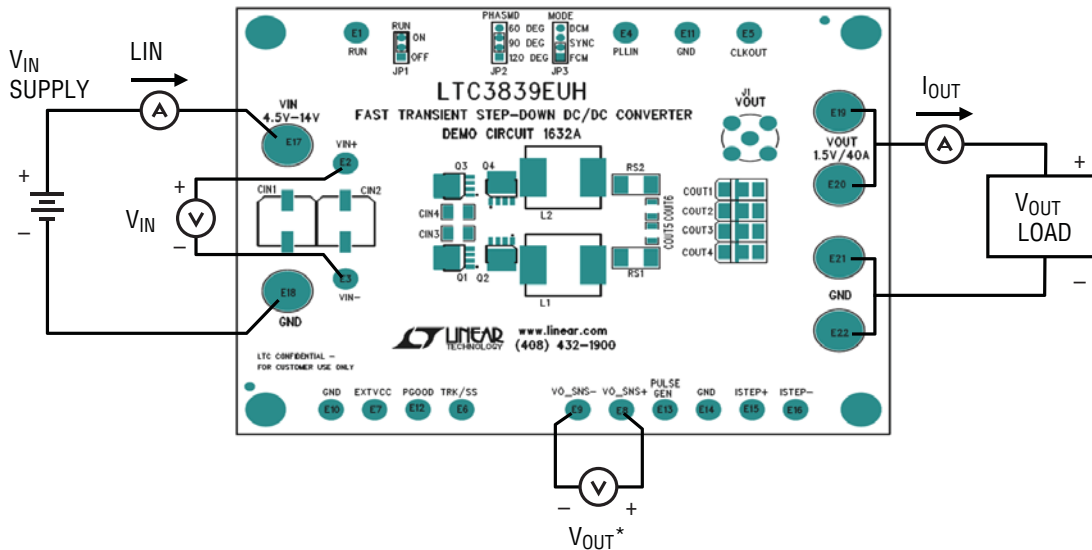 E1
RUN
RUN
ON
OFF
JP1
PHASMD
60 DEG
90 DEG
120 DEG
JP2
MODE
DCM
SYNC
FCM
JP3
E4
PLLIN
E11
GND
E5
CLKOUT
VIN
SUPPLY
LIN
A
+
−
VIN
4.5V-14V
E17
LTC3839EUH
FAST TRANSIENT STEP-DOWN DC/DC CONVERTER
DEMO CIRCUIT 1632A
J1
VOUT
E19
VOUT
1.5V/40A
E20
IOUT
A
+
VOUT
LOAD
−
VIN+
E2
+
V
VIN
−
CIN1
CIN2
E3
VIN-
E18
GND
Q3
Q4
CIN4
CIN3
Q1
Q2
L2
L1
RS2
RS1
COUT6
COUT5
COUT1
COUT2
COUT3
COUT4
E21
GND
E22
LINEAR
TECHNOLOGY
www.linear.com
(408) 432-1900
LTC CONFIDENTIAL -
FOR CUSTOMER USE ONLY
GND
E10
EXTVCC
E7
PGOOD
E12
TRK/SS
E6
VO_SNS-
E9
VO_SNS+
E8
PULSE
GEN
E13
GND
E14
ISTEP+
E15
ISTEP-
E16
−
V
+
VOUT*